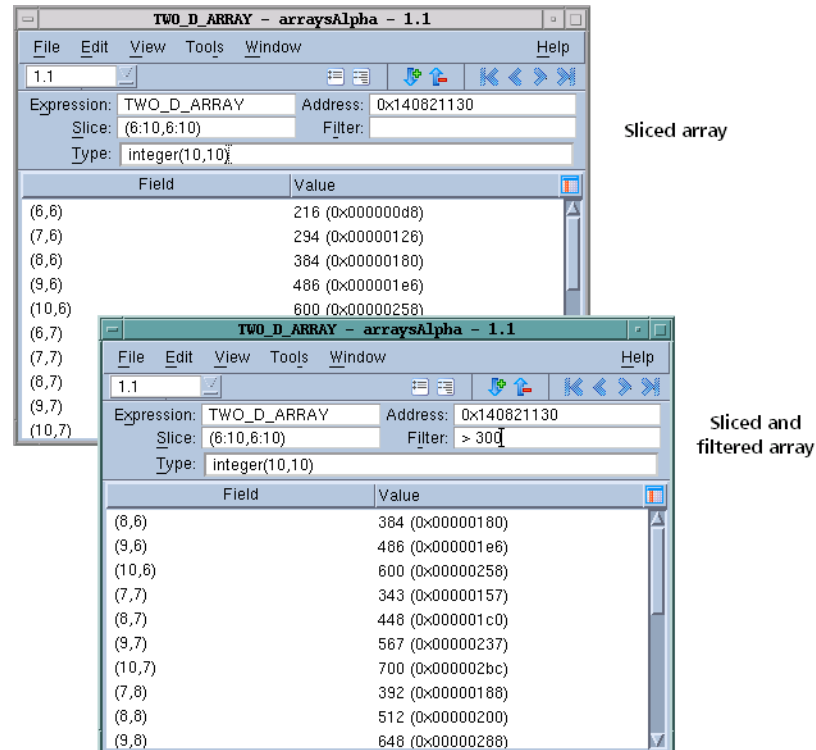 TWO_D_ARRAY - arraysAlpha - 1.1
File Edit View Tools Window Help
1.1
Expression: TWO_D_ARRAY Address: 0x140821130
Slice: (6:10,6:10) Filter:
Type: integer(10,10)
Field Value
(6,6) 216 (0x000000d8)
(7,6) 294 (0x00000126)
(8,6) 384 (0x00000180)
(9,6) 486 (0x000001e6)
(10,6) 600 (0x00000258)
(6,7)
(7,7)
(8,7)
(9,7)
(10,7)
Sliced array
TWO_D_ARRAY - arraysAlpha - 1.1
File Edit View Tools Window Help
1.1
Expression: TWO_D_ARRAY Address: 0x140821130
Slice: (6:10,6:10) Filter: > 300
Type: integer(10,10)
Field Value
(8,6) 384 (0x00000180)
(9,6) 486 (0x000001e6)
(10,6) 600 (0x00000258)
(7,7) 343 (0x00000157)
(8,7) 448 (0x000001c0)
(9,7) 567 (0x00000237)
(10,7) 700 (0x000002bc)
(7,8) 392 (0x00000188)
(8,8) 512 (0x00000200)
(9,8) 648 (0x00000288)
Sliced and
filtered array